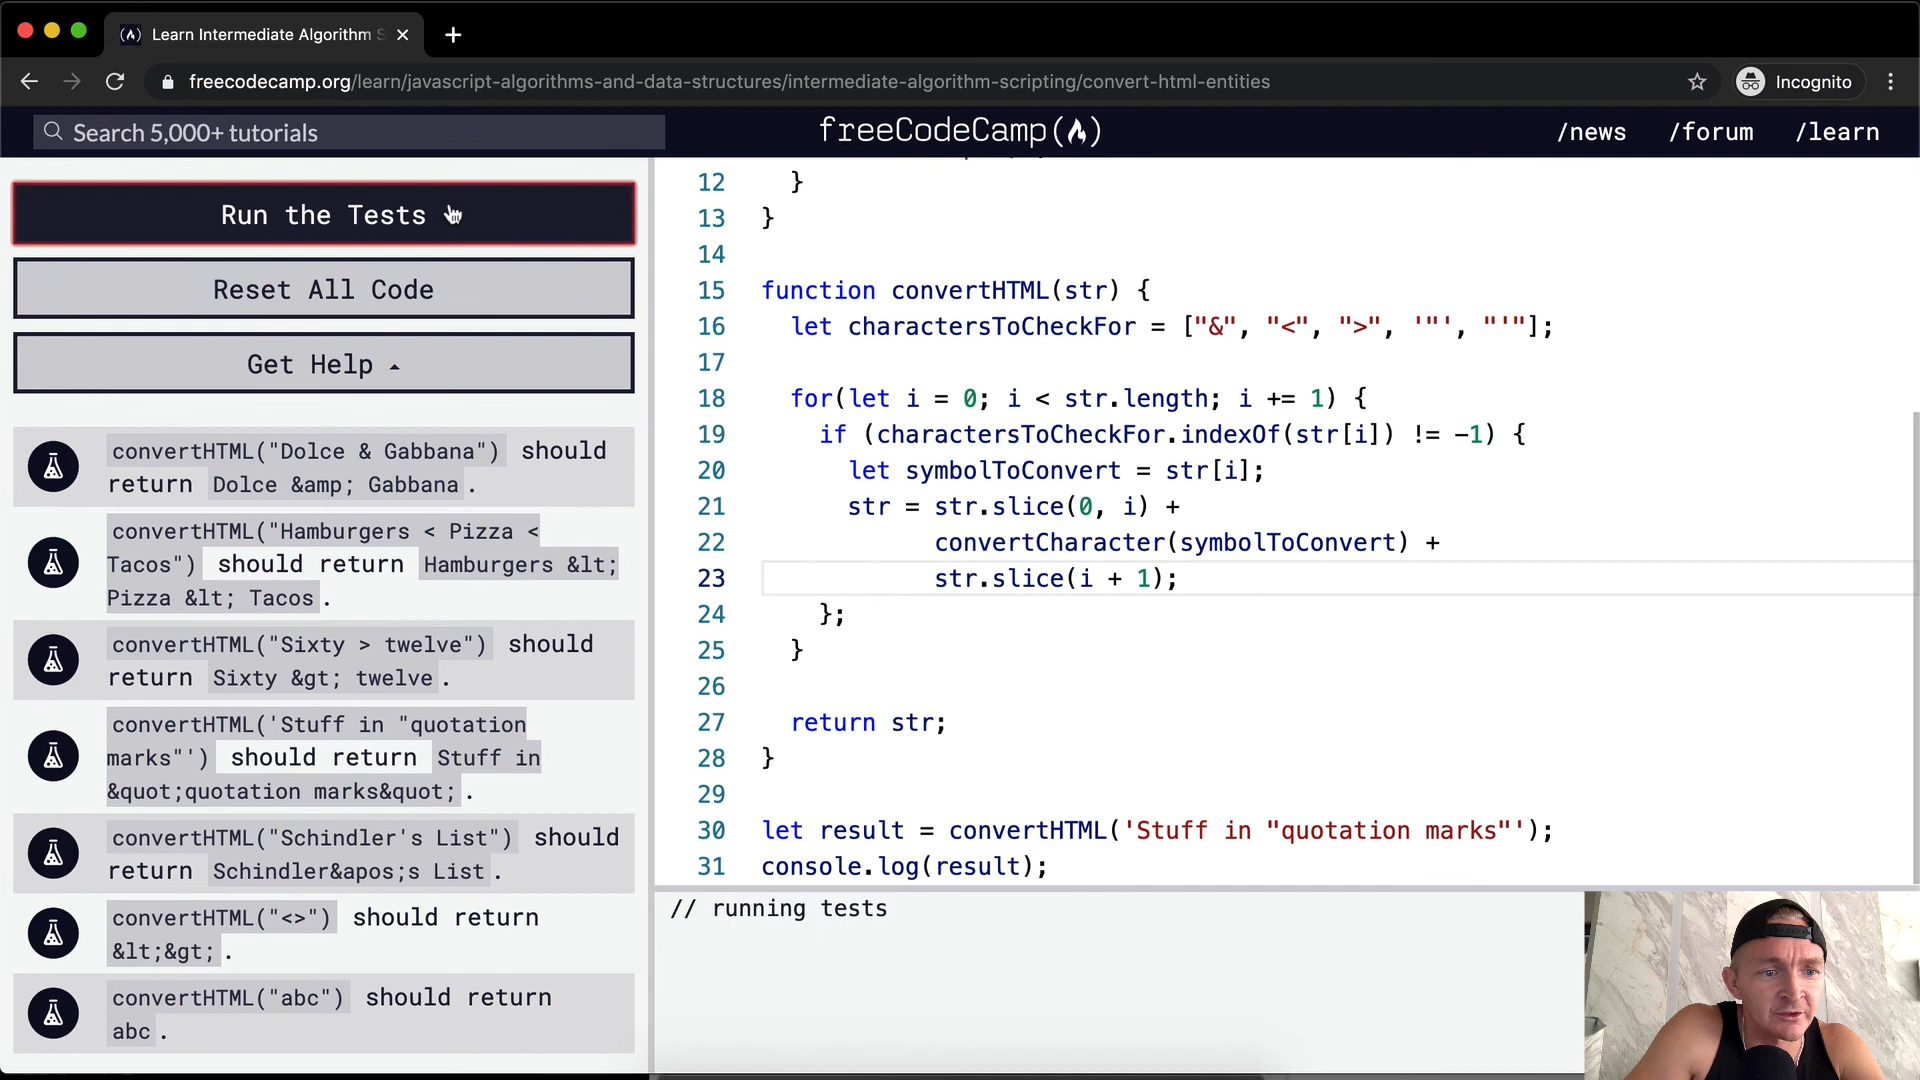 Learn Intermediate Algorithm S
freecodecamp.org/learn/javascript-algorithms-and-data-structures/intermediate-algorithm-scripting/convert-html-entities
Incognito
Search 5,000+ tutorials
freeCodeCamp
/news
/forum
/learn
Run the Tests
Reset All Code
Get Help
convertHTML("Dolce & Gabbana") should
return Dolce &amp; Gabbana .
convertHTML("Hamburgers < Pizza <
Tacos") should return Hamburgers &lt;
Pizza &lt; Tacos .
convertHTML("Sixty > twelve") should
return Sixty &gt; twelve .
convertHTML('Stuff in "quotation
marks"') should return Stuff in
&quot;quotation marks&quot; .
convertHTML("Schindler's List") should
return Schindler&apos;s List .
convertHTML("<>") should return
&lt;&gt; .
convertHTML("abc") should return
abc .
12 }
13 }
14
15 function convertHTML(str) {
16 let charactersToCheckFor = ["&", "<", ">", '"', "'"];
17
18 for(let i = 0; i < str.length; i += 1) {
19 if (charactersToCheckFor.indexOf(str[i]) != -1) {
20 let symbolToConvert = str[i];
21 str = str.slice(0, i) +
22 convertCharacter(symbolToConvert) +
23 str.slice(i + 1);
24 };
25 }
26
27 return str;
28 }
29
30 let result = convertHTML('Stuff in "quotation marks"');
31 console.log(result);
// running tests